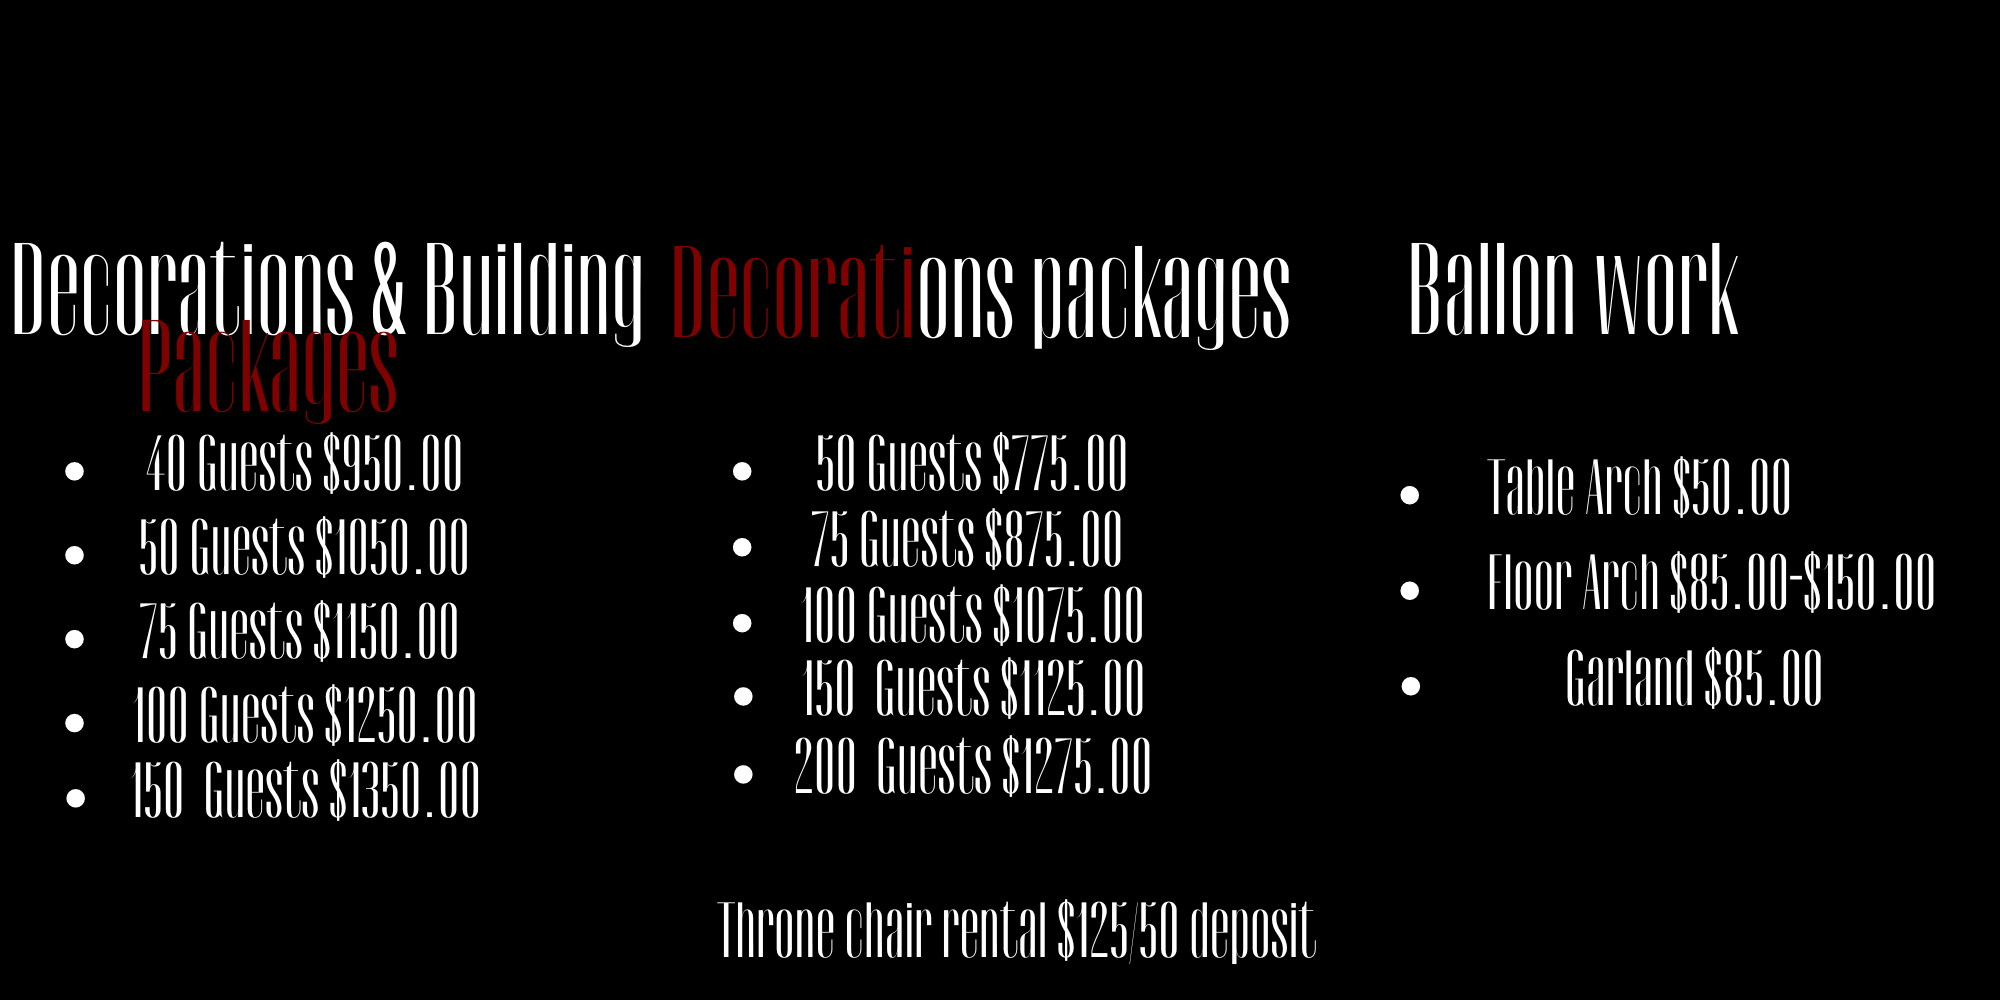 Decorations & Building
Packages
40 Guests $950.00
50 Guests $1050.00
75 Guests $1150.00
100 Guests $1250.00
150 Guests $1350.00
Decorations packages
50 Guests $775.00
75 Guests $875.00
100 Guests $1075.00
150 Guests $1125.00
200 Guests $1275.00
Ballon work
Table Arch $50.00
Floor Arch $85.00-$150.00
Garland $85.00
Throne chair rental $125/50 deposit